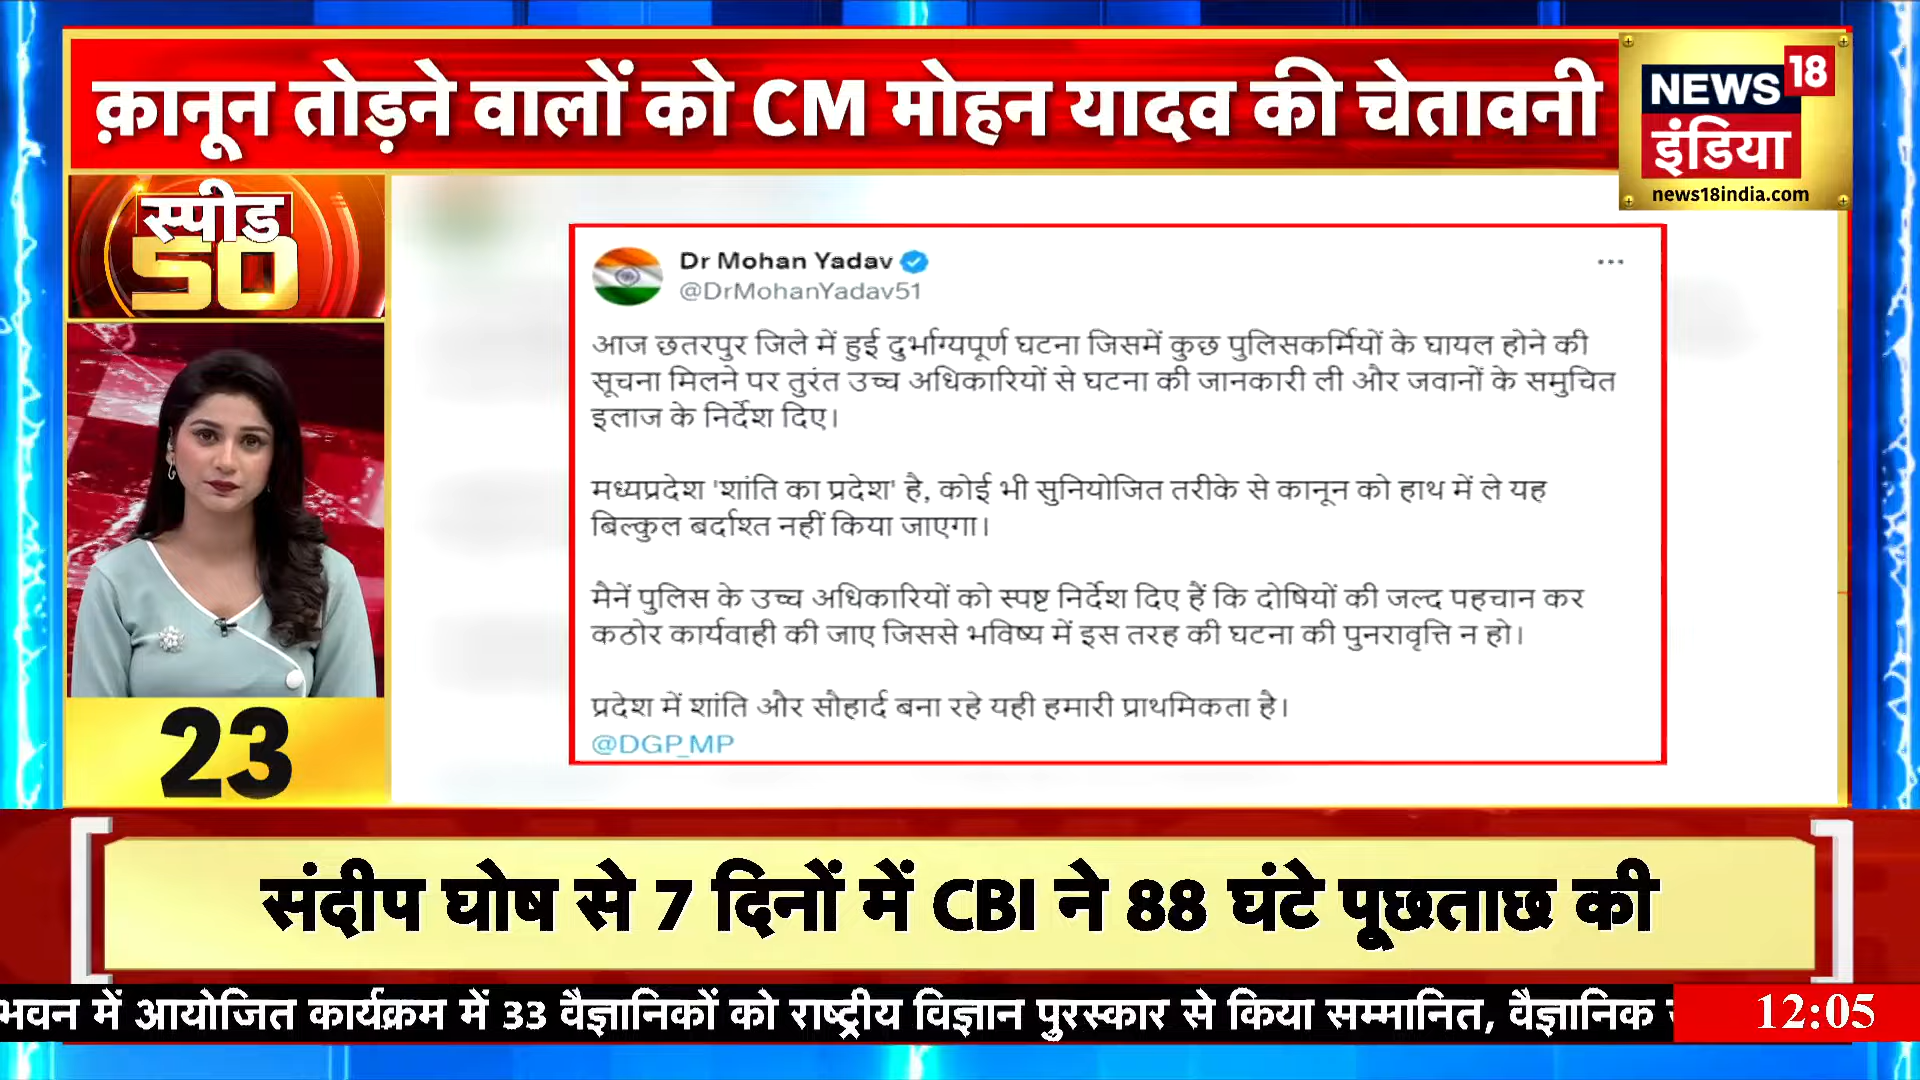 क़ानून तोड़ने वालों को CM मोहन यादव की चेतावनी
NEWS 18
इंडिया
news18india.com
स्पीड
50
Dr Mohan Yadav
@DrMohanYadav51
आज छतरपुर जिले में हुई दुर्भाग्यपूर्ण घटना जिसमें कुछ पुलिसकर्मियों के घायल होने की
सूचना मिलने पर तुरंत उच्च अधिकारियों से घटना की जानकारी ली और जवानों के समुचित
इलाज के निर्देश दिए।
मध्यप्रदेश 'शांति का प्रदेश' है, कोई भी सुनियोजित तरीके से कानून को हाथ में ले यह
बिल्कुल बर्दाश्त नहीं किया जाएगा।
मैनें पुलिस के उच्च अधिकारियों को स्पष्ट निर्देश दिए हैं कि दोषियों की जल्द पहचान कर
कठोर कार्यवाही की जाए जिससे भविष्य में इस तरह की घटना की पुनरावृत्ति न हो।
प्रदेश में शांति और सौहार्द बना रहे यही हमारी प्राथमिकता है।
@DGP_MP
23
संदीप घोष से 7 दिनों में CBI ने 88 घंटे पूछताछ की
भवन में आयोजित कार्यक्रम में 33 वैज्ञानिकों को राष्ट्रीय विज्ञान पुरस्कार से किया सम्मानित, वैज्ञानिक
12:05